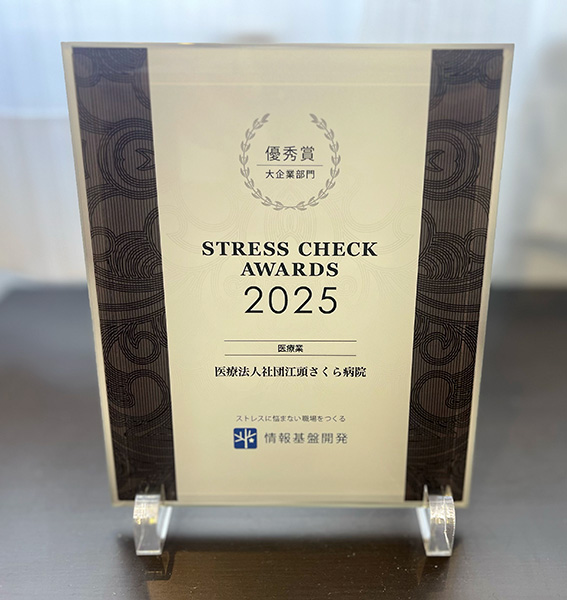 優秀賞
大企業部門
STRESS CHECK
AWARDS
2025
医療業
医療法人社団江頭さくら病院
ストレスに悩まない職場をつくる
情報基盤開発